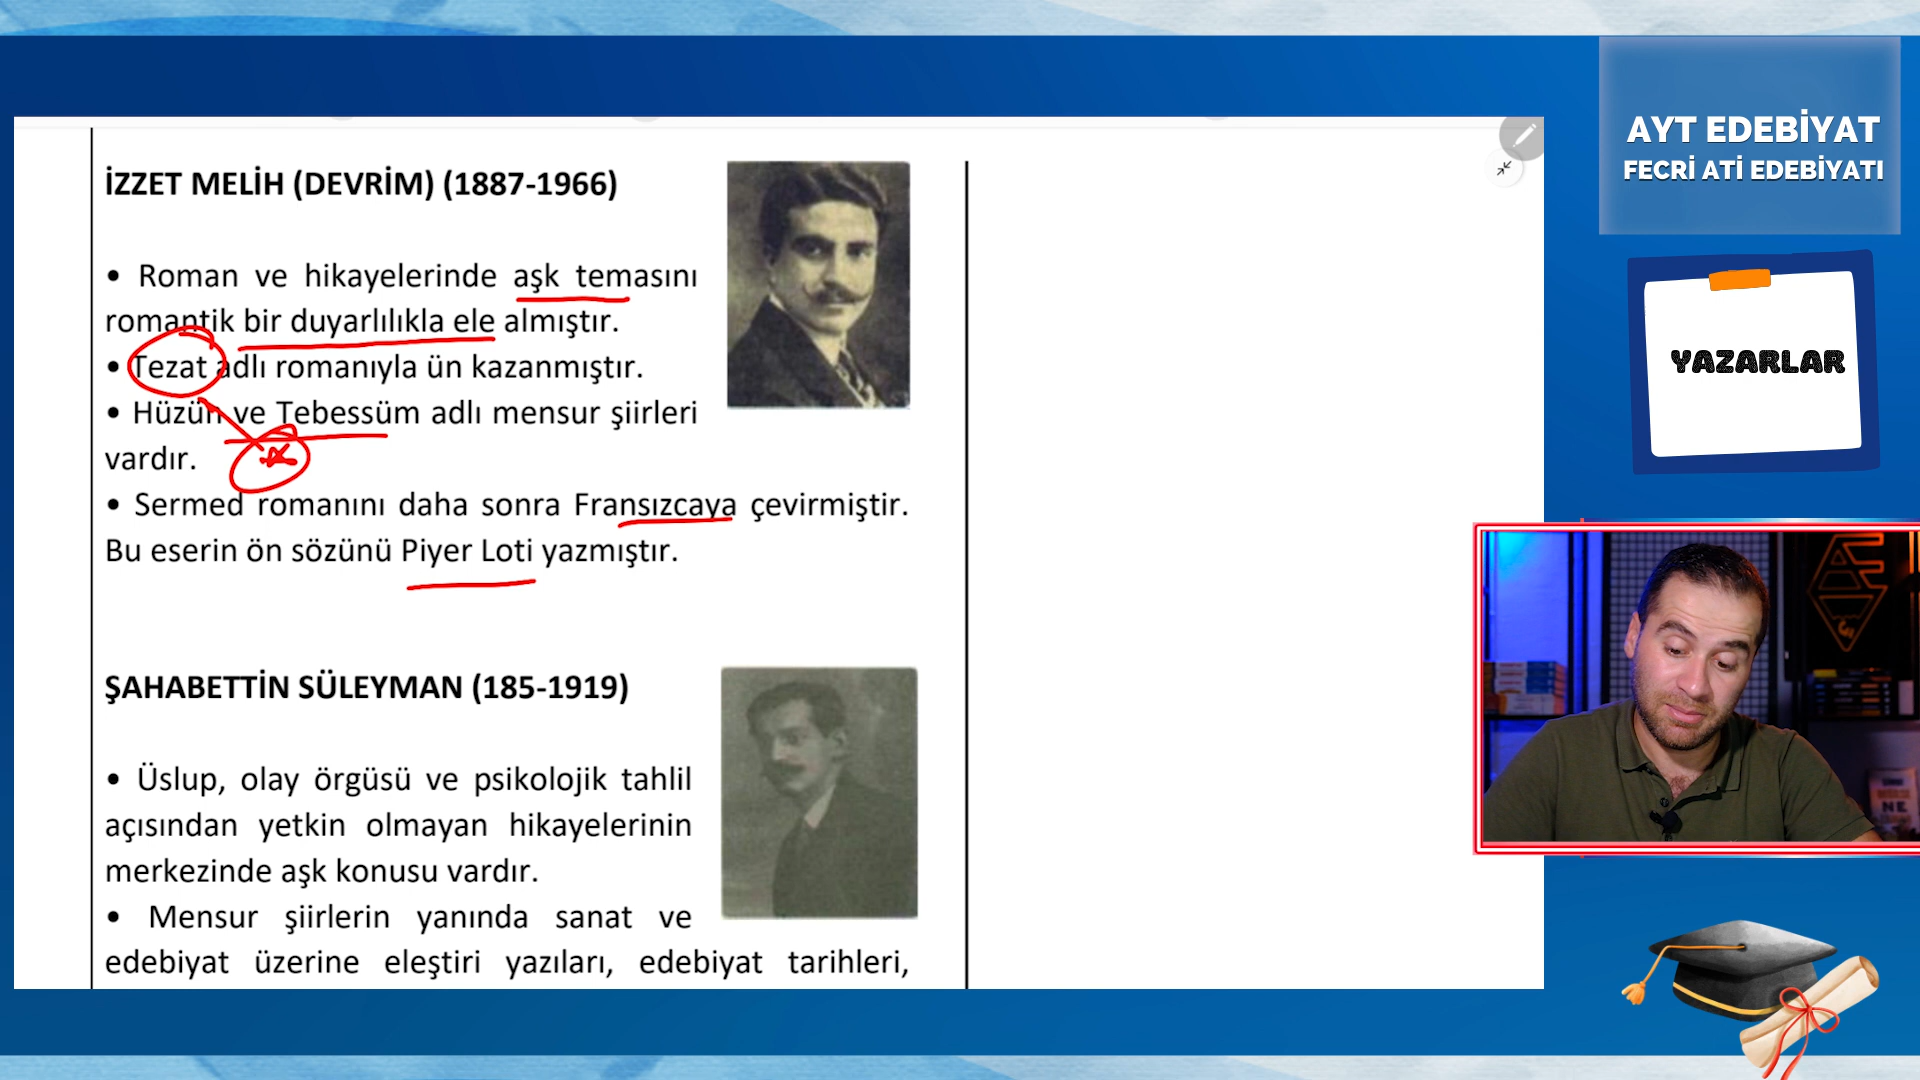 AYT EDEBİYAT
FECRİ ATİ EDEBİYATI
YAZARLAR
İZZET MELİH (DEVRİM) (1887-1966)
• Roman ve hikayelerinde aşk temasını
romantik bir duyarlılıkla ele almıştır.
• Tezat adlı romanıyla ün kazanmıştır.
• Hüzün ve Tebessüm adlı mensur şiirleri
vardır.
• Sermed romanını daha sonra Fransızcaya çevirmiştir.
Bu eserin ön sözünü Piyer Loti yazmıştır.
ŞAHABETTİN SÜLEYMAN (185-1919)
• Üslup, olay örgüsü ve psikolojik tahlil
açısından yetkin olmayan hikayelerinin
merkezinde aşk konusu vardır.
• Mensur şiirlerin yanında sanat ve
edebiyat üzerine eleştiri yazıları, edebiyat tarihleri,
NE